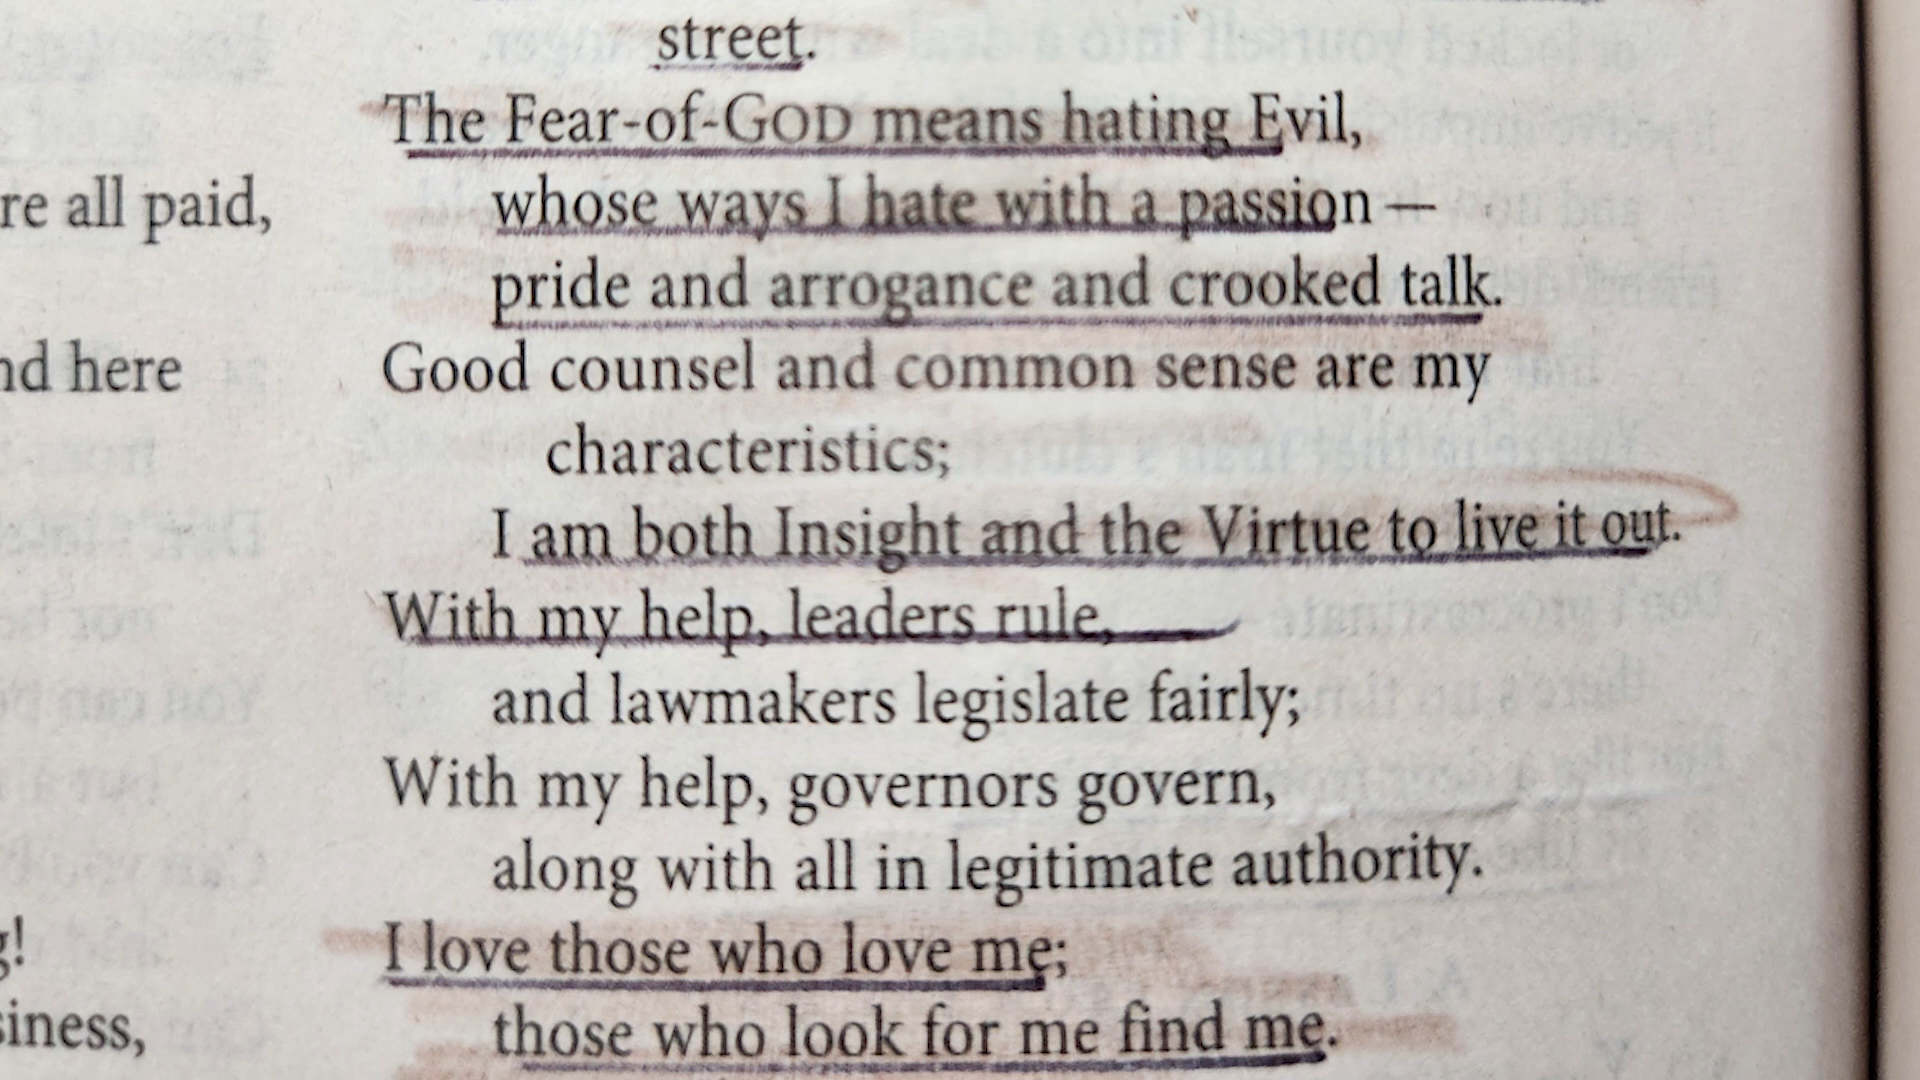 re all paid,
nd here
g!
siness,
street.
The Fear-of-GOD means hating Evil,
whose ways I hate with a passion—
pride and arrogance and crooked talk.
Good counsel and common sense are my
characteristics;
I am both Insight and the Virtue to live it out.
With my help, leaders rule,
and lawmakers legislate fairly;
With my help, governors govern,
along with all in legitimate authority.
I love those who love me;
those who look for me find me.